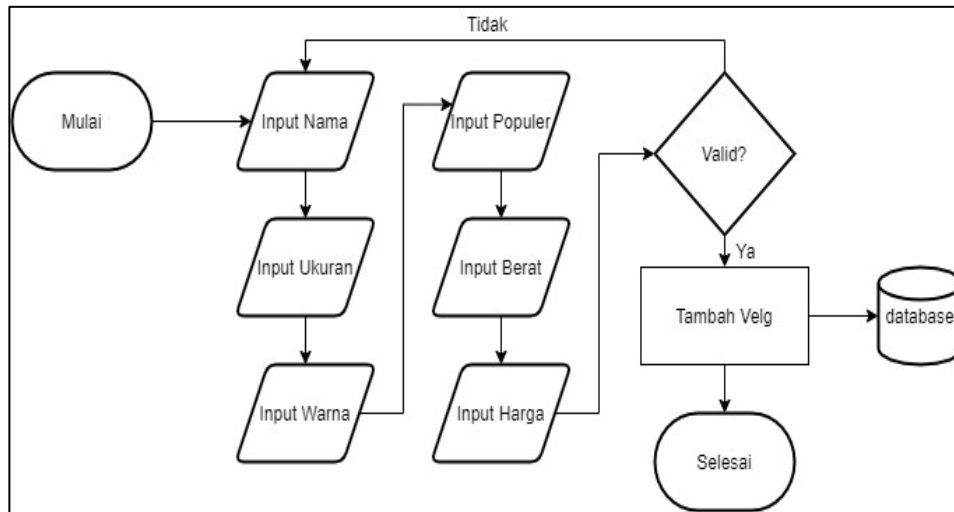 Tidak
Mulai
Input Nama
Input Populer
Valid?
Input Ukuran
Input Berat
Ya
Tambah Velg
database
Input Warna
Input Harga
Selesai